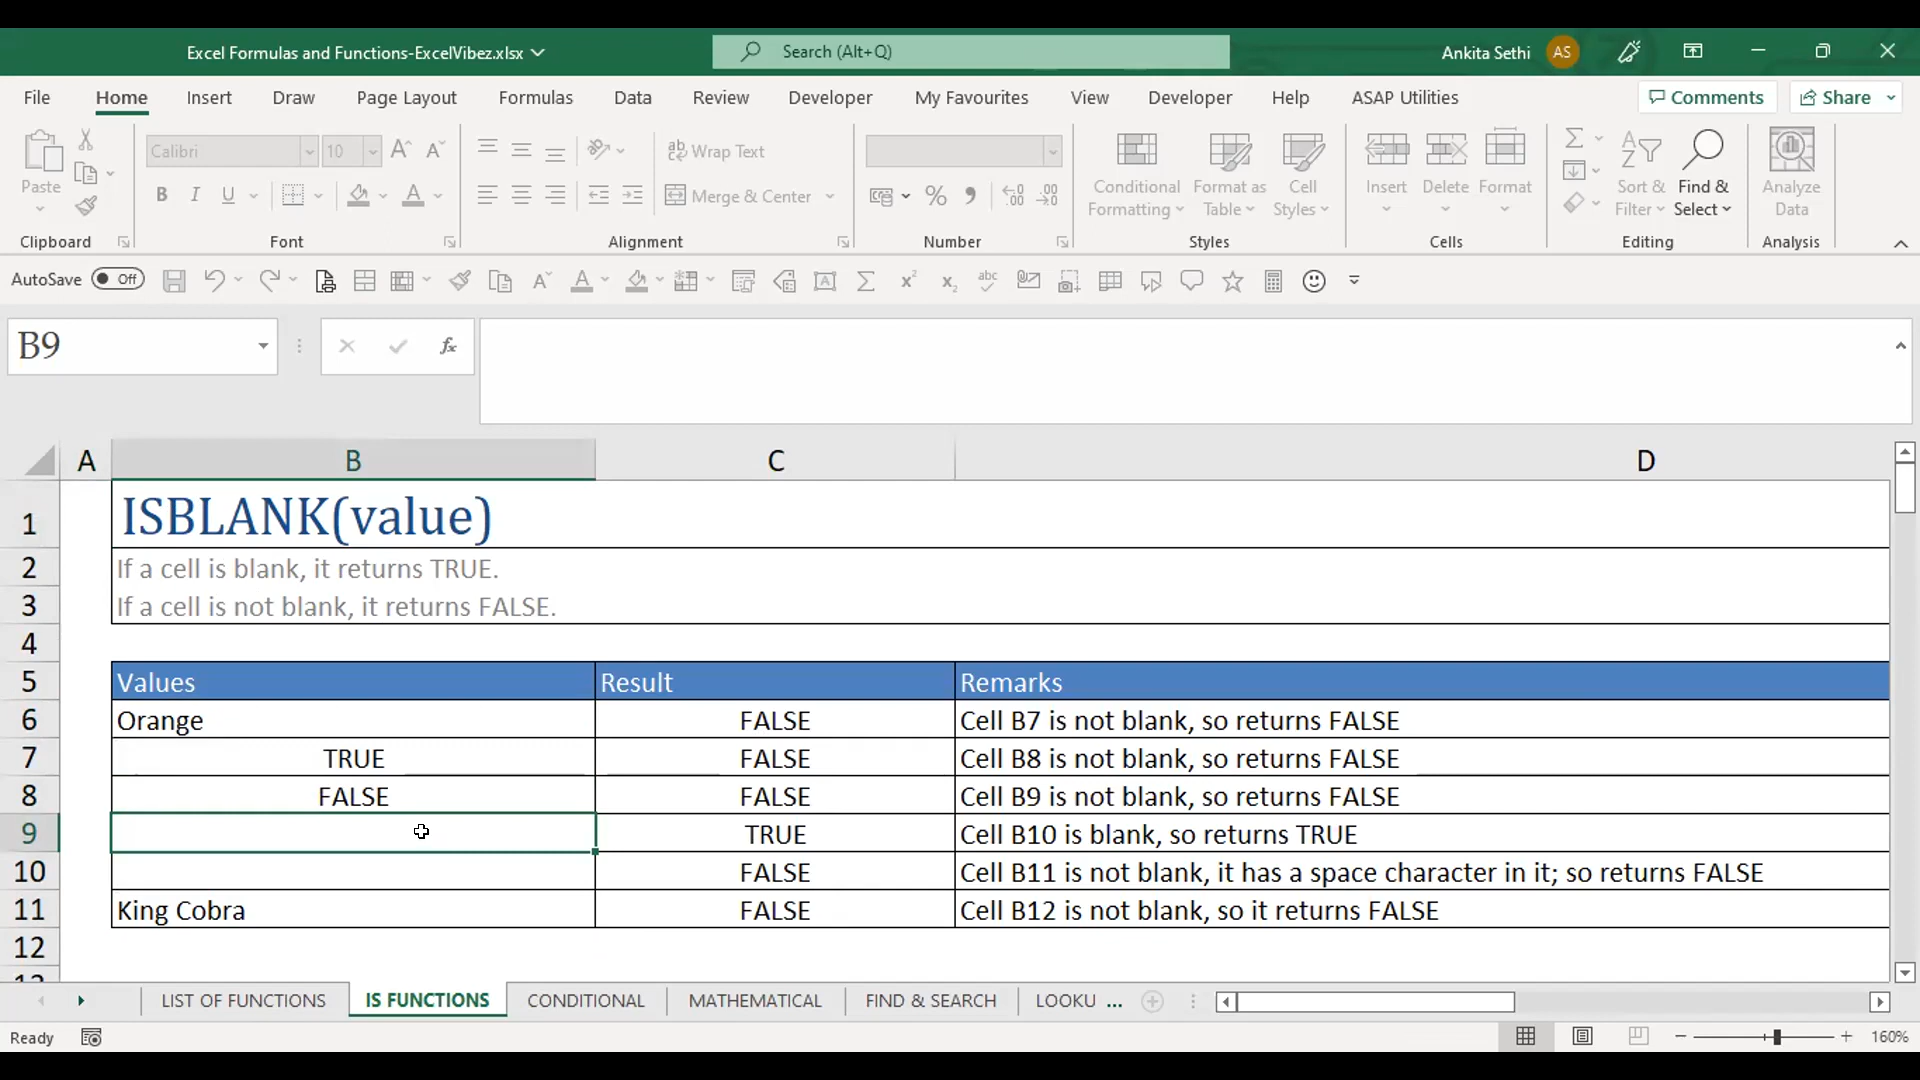 Excel Formulas and Functions-ExcelVibez.xlsx
Search (Alt+Q)
Ankita Sethi AS
File Home Insert Draw Page Layout Formulas Data Review Developer My Favourites View Developer Help ASAP Utilities Comments Share
Calibri 10 ab Wrap Text
Paste B I U A Merge & Center %
Conditional Formatting
Format as Table
Cell Styles
Insert Delete Format
Sort & Filter
Find & Select
Analyze Data
Clipboard Font Alignment Number Styles Cells Editing Analysis
AutoSave Off
B9 fx
A B C D
1 ISBLANK(value)
2 If a cell is blank, it returns TRUE.
3 If a cell is not blank, it returns FALSE.
4
5 Values Result Remarks
6 Orange FALSE Cell B7 is not blank, so returns FALSE
7 TRUE FALSE Cell B8 is not blank, so returns FALSE
8 FALSE FALSE Cell B9 is not blank, so returns FALSE
9 TRUE Cell B10 is blank, so returns TRUE
10 FALSE Cell B11 is not blank, it has a space character in it; so returns FALSE
11 King Cobra FALSE Cell B12 is not blank, so it returns FALSE
12
LIST OF FUNCTIONS IS FUNCTIONS CONDITIONAL MATHEMATICAL FIND & SEARCH LOOKU ...
Ready 160%